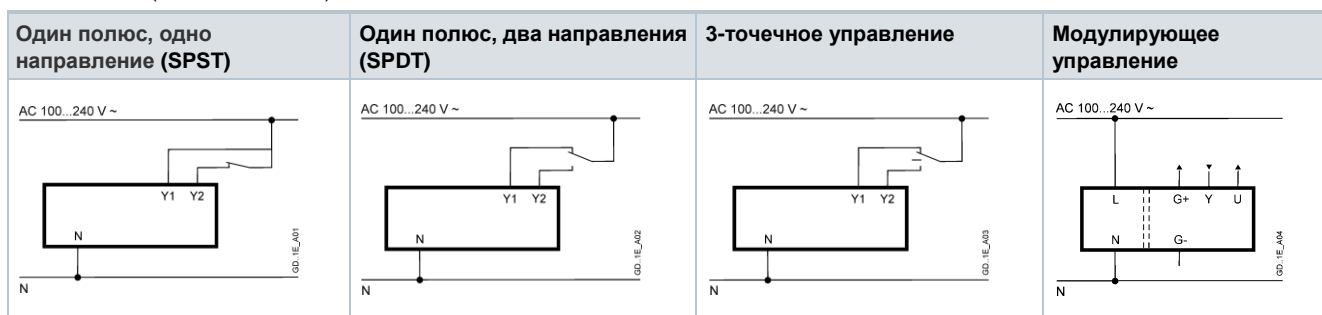 Один полюс, одно
направление (SPST)
Один полюс, два направления
(SPDT)
3-точечное управление
Модулирующее
управление
AC 100...240 V ~
Y1 Y2
N
N
GD..1E_A01
AC 100...240 V ~
Y1 Y2
N
N
GD..1E_A02
AC 100...240 V ~
Y1 Y2
N
N
GD..1E_A03
AC 100...240 V ~
L G+ Y U
N G-
N
GD..1E_A04